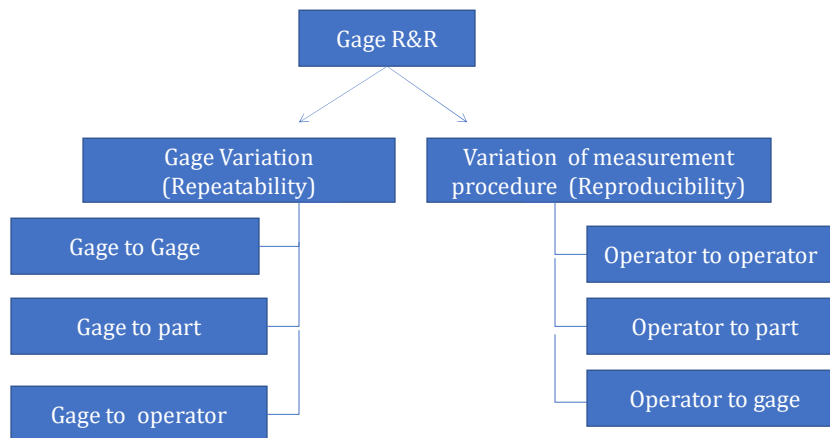 Gage R&R
Gage Variation
(Repeatability)
Variation of measurement
procedure (Reproducibility)
Gage to Gage
Gage to part
Gage to operator
Operator to operator
Operator to part
Operator to gage